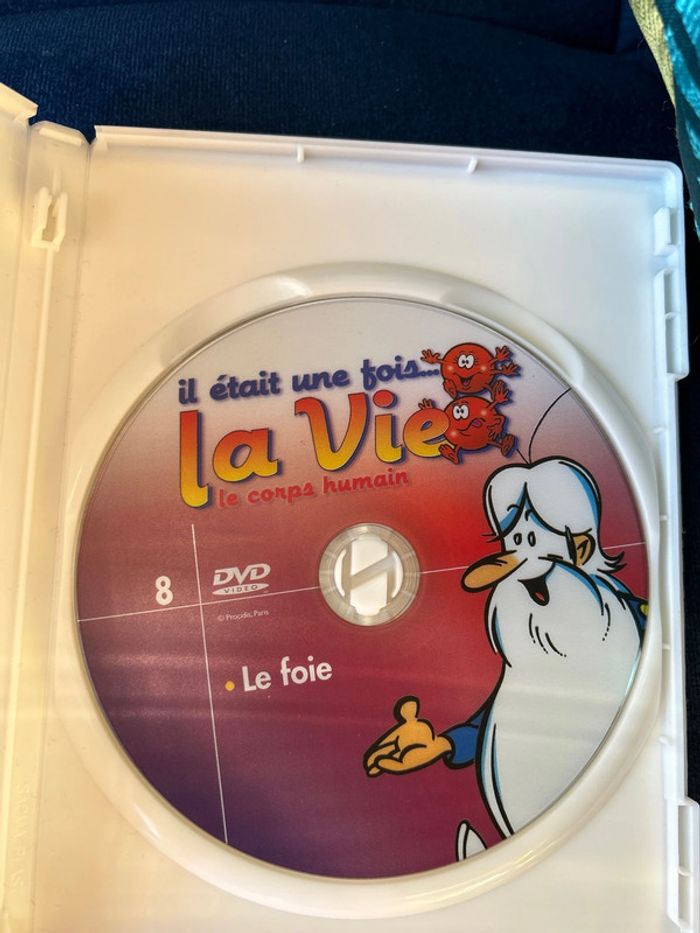 il était une fois...
la Vie
le corps humain
8
DVD
VIDEO
© Procidis, Paris
• Le foie